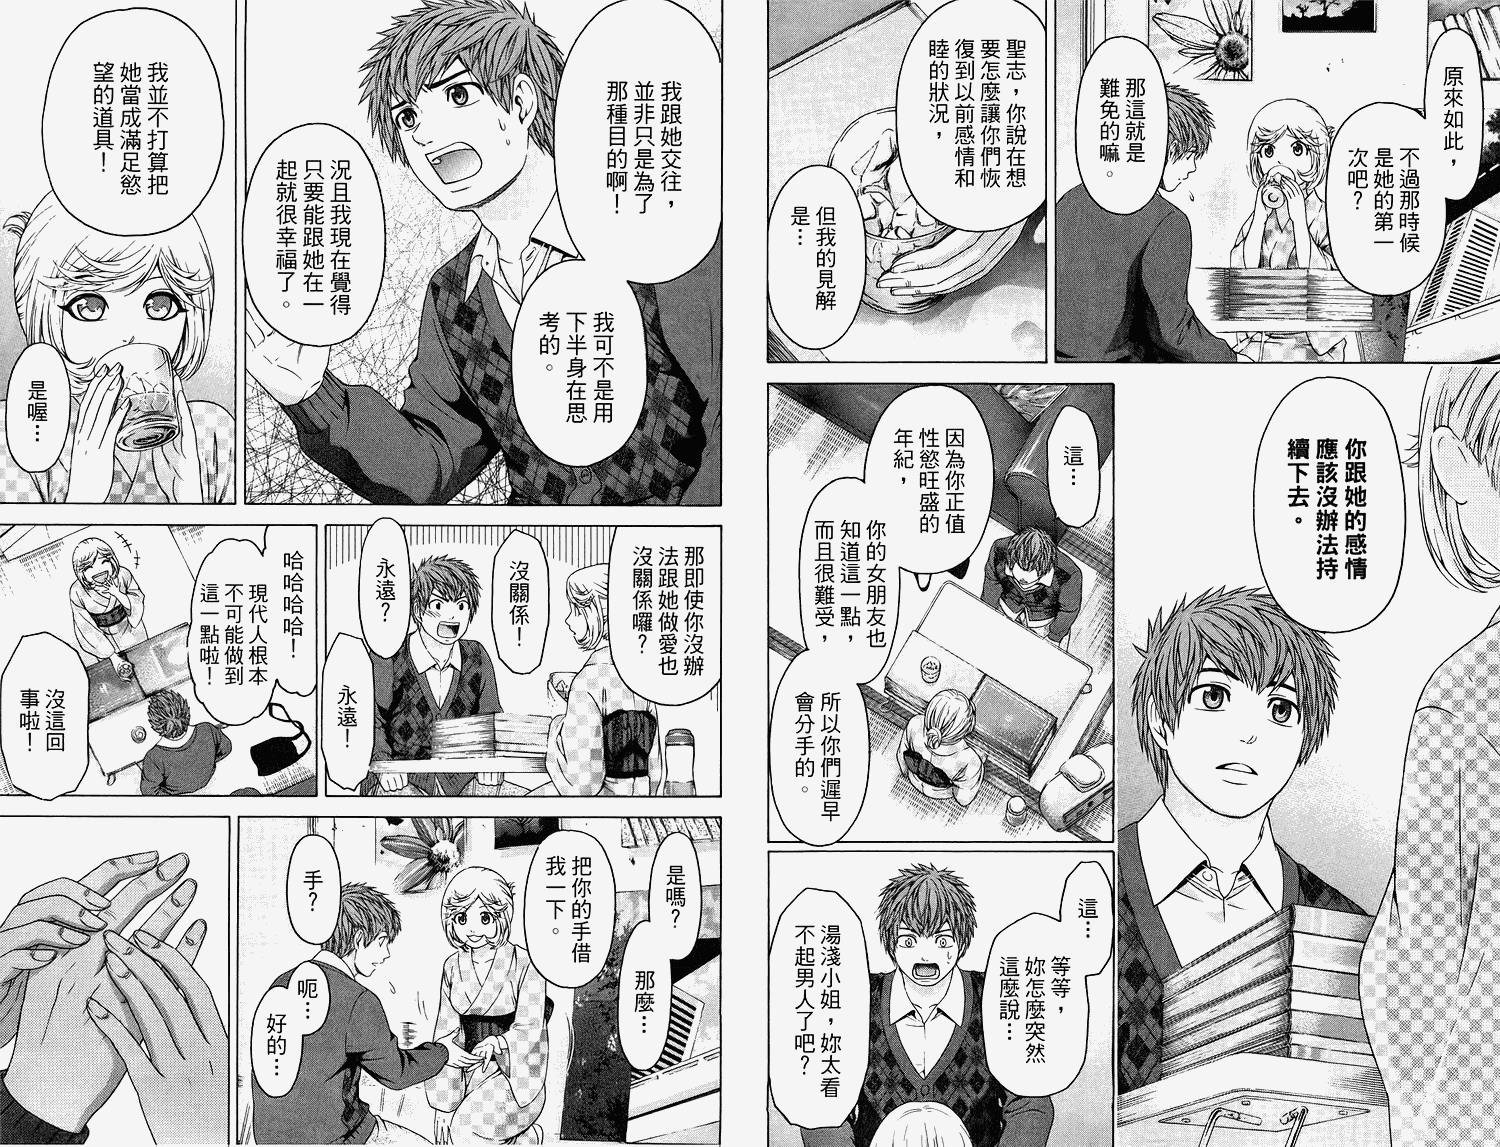 原來如此，
不過那時候
是她的第一
次吧？
那這就是
難免的嘛。
聖志，你說在想
要怎麼讓你們恢
復到以前感情和
睦的狀況，
但我的見解
是…
你跟她的感情
應該沒辦法持
續下去。
這…
因為你正值
性慾旺盛的
年紀，
你的女朋友也
知道這一點，
而且很難受，
所以你們遲早
會分手的。
這…
等等，
妳怎麼突然
這麼說…
湯淺小姐，妳太看
不起男人了吧？
我跟她交往，
並非只是為了
那種目的啊！
我可不是用
下半身在思
考的。
況且我現在覺得
只要能跟她在一
起就很幸福了。
我並不打算把
她當成滿足慾
望的道具！
是喔…
那即使你沒辦
法跟她做愛也
沒關係囉？
沒關係！
永遠？
永遠！
哈哈哈哈！
現代人根本
不可能做到
這一點啦！
沒這回
事啦！
是嗎？
那麼…
把你的手借
我一下。
手？
呃…
好的…